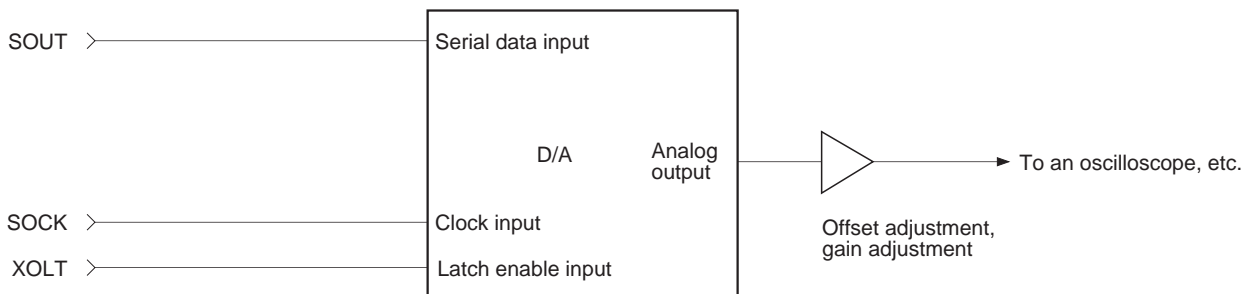 SOUT
Serial data input
D/A
Analog
output
To an oscilloscope, etc.
SOCK
Clock input
Offset adjustment,
gain adjustment
XOLT
Latch enable input